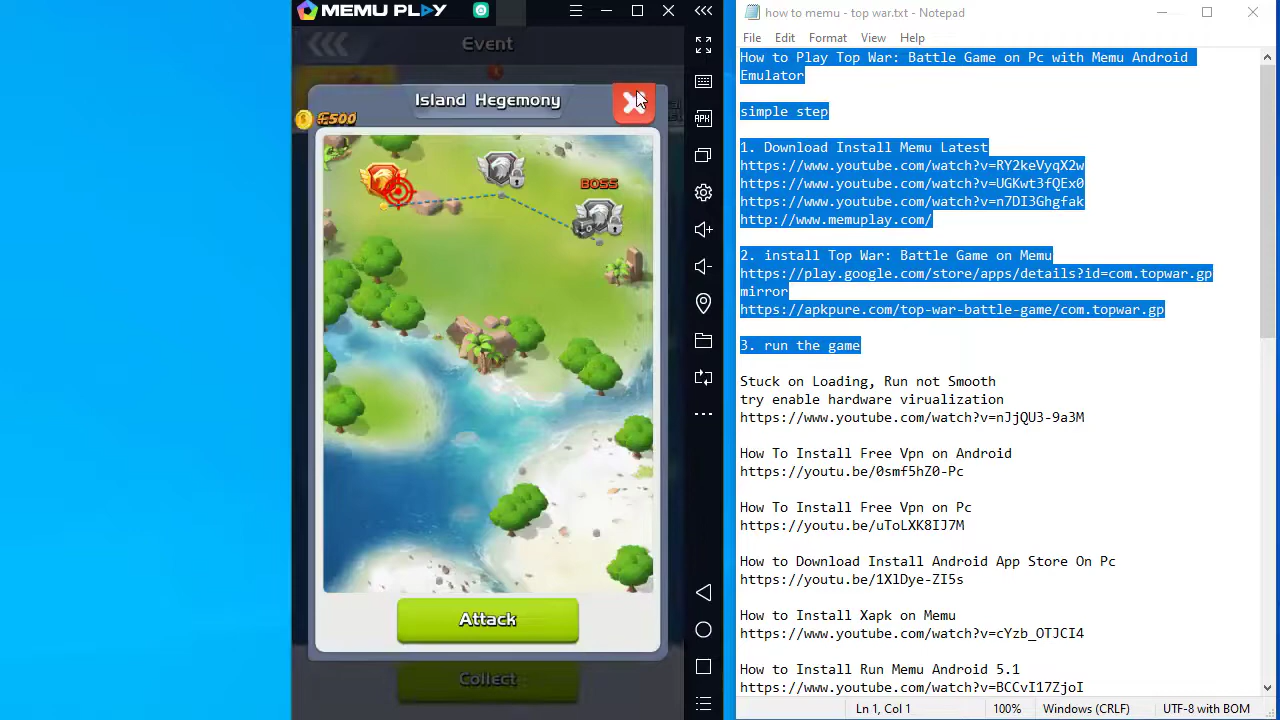 MEMU PLAY
Event
Island Hegemony
500
BOSS
APK
Attack
Collect
how to memu - top war.txt - Notepad
File Edit Format View Help
How to Play Top War: Battle Game on Pc with Memu Android
Emulator
simple step
1. Download Install Memu Latest
https://www.youtube.com/watch?v=RY2keVyqX2w
https://www.youtube.com/watch?v=UGKwt3fQEx0
https://www.youtube.com/watch?v=n7DI3Ghgfak
http://www.memuplay.com/
2. install Top War: Battle Game on Memu
https://play.google.com/store/apps/details?id=com.topwar.gp
mirror
https://apkpure.com/top-war-battle-game/com.topwar.gp
3. run the game
Stuck on Loading, Run not Smooth
try enable hardware virualization
https://www.youtube.com/watch?v=nJjQU3-9a3M
How To Install Free Vpn on Android
https://youtu.be/0smf5hZ0-Pc
How To Install Free Vpn on Pc
https://youtu.be/uToLXK8IJ7M
How to Download Install Android App Store On Pc
https://youtu.be/1XlDye-ZI5s
How to Install Xapk on Memu
https://www.youtube.com/watch?v=cYzb_OTJCI4
How to Install Run Memu Android 5.1
https://www.youtube.com/watch?v=BCCvI17ZjoI
Ln 1, Col 1 100% Windows (CRLF) UTF-8 with BOM